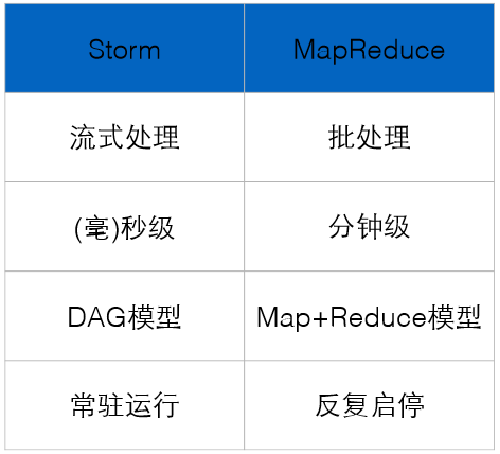 Storm MapReduce
流式处理 批处理
(毫)秒级 分钟级
DAG模型 Map+Reduce模型
常驻运行 反复启停